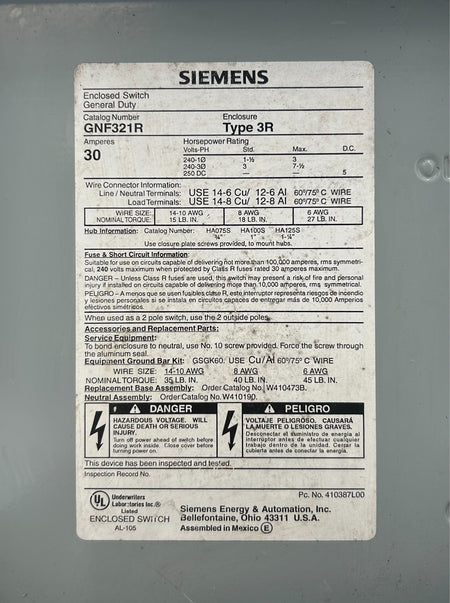 SIEMENS
Enclosed Switch
General Duty
Catalog Number Enclosure
GNF321R Type 3R
Amperes Horsepower Rating
30 Volts-PH Std. Max. D.C.
240-1Ø 1-½ 3
240-3Ø 3 7-½
250 DC 5
Wire Connector Information:
Line / Neutral Terminals: USE 14-6 Cu/ 12-6 Al 60°/75° C WIRE
Load Terminals: USE 14-8 Cu/ 12-8 Al 60°/75° C WIRE
WIRE SIZE: 14-10 AWG 8 AWG 6 AWG
NOMINAL TORQUE: 15 LB. IN. 18 LB. IN. 27 LB. IN.
Hub Information: Catalog Number: HA075S HA100S HA125S
¾" 1" 1-¼"
Use closure plate screws provided, to mount hubs.
Fuse & Short Circuit Information:
Suitable for use on circuits capable of delivering not more than 100,000 amperes, rms symmetri-
cal, 240 volts maximum when protected by Class R fuses rated 30 amperes maximum.
DANGER – Unless Class R fuses are used, this switch may present a risk of fire and personal
injury if installed on circuits capable of delivering more than 10,000 amperes, rms symmetrical.
PELIGRO – A menos que se usen fusibles clase R, este interruptor representa riesgos de incendio
y lesiones personales si se instala en circuitos capaces de entregar más de 10,000 Amperios
efectivos simétricos.
When used as a 2 pole switch, use the 2 outside poles.
Accessories and Replacement Parts:
Service Equipment:
To bond enclosure to neutral, use No. 10 screw provided. Force the screw through
the aluminum seal.
Equipment Ground Bar Kit: GSGK60. USE Cu/Al 60°/75° C WIRE
WIRE SIZE: 14-10 AWG 8 AWG 6 AWG
NOMINAL TORQUE: 35 LB. IN. 40 LB. IN. 45 LB. IN.
Replacement Base Assembly: Order Catalog No. W410473B.
Neutral Assembly: Order Catalog No. W410190.
DANGER
HAZARDOUS VOLTAGE. WILL
CAUSE DEATH OR SERIOUS
INJURY.
Turn off power ahead of switch before
doing work inside. Close cover before
turning power on.
PELIGRO
VOLTAJE PELIGROSO. CAUSARÁ
LA MUERTE O LESIONES GRAVES.
Desconectar el suministro de energía al
interruptor antes de efectuar cualquier
trabajo dentro de la unidad. Cerrar la
cubierta antes de conectar la energía.
This device has been inspected and tested.
Inspection Record No.
Pc. No. 410387L00
UL Underwriters
Laboratories Inc.®
Listed
ENCLOSED SWITCH
AL-105
Siemens Energy & Automation, Inc.
Bellefontaine, Ohio 43311 U.S.A.
Assembled in Mexico E